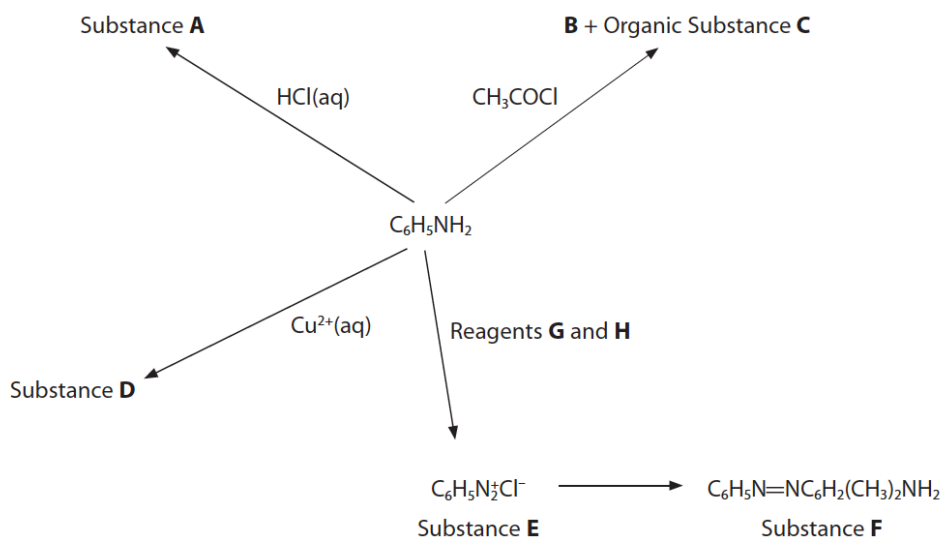 Substance A
B + Organic Substance C
HCl(aq)
CH₃COCl
C₆H₅NH₂
Cu²⁺(aq)
Reagents G and H
Substance D
C₆H₅N₂⁺Cl⁻
C₆H₅N=NC₆H₂(CH₃)₂NH₂
Substance E
Substance F